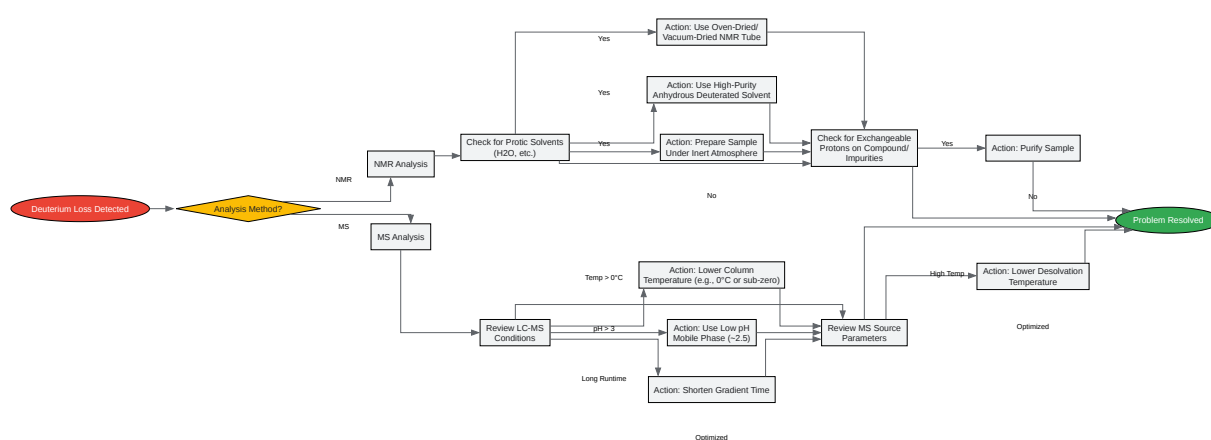 Action: Use Oven-Dried/
Vacuum-Dried NMR Tube
Yes
Action: Use High-Purity
Anhydrous Deuterated Solvent
Yes
Check for Protic Solvents
(H2O, etc.)
Yes
Action: Prepare Sample
Under Inert Atmosphere
Check for Exchangeable
Protons on Compound/
Impurities
Yes
Action: Purify Sample
NMR Analysis
NMR
No
No
Deuterium Loss Detected
Analysis Method?
MS
MS Analysis
Problem Resolved
Temp > 0°C
Action: Lower Column
Temperature (e.g., 0°C or sub-zero)
High Temp
Action: Lower Desolvation
Temperature
Review LC-MS
Conditions
pH > 3
Action: Use Low pH
Mobile Phase (~2.5)
Review MS Source
Parameters
Optimized
Long Runtime
Action: Shorten Gradient Time
Optimized